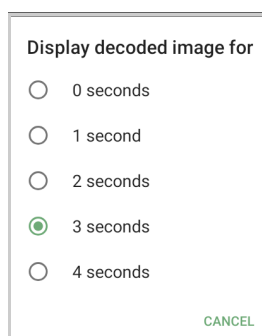 Display decoded image for
0 seconds
1 second
2 seconds
3 seconds
4 seconds
CANCEL